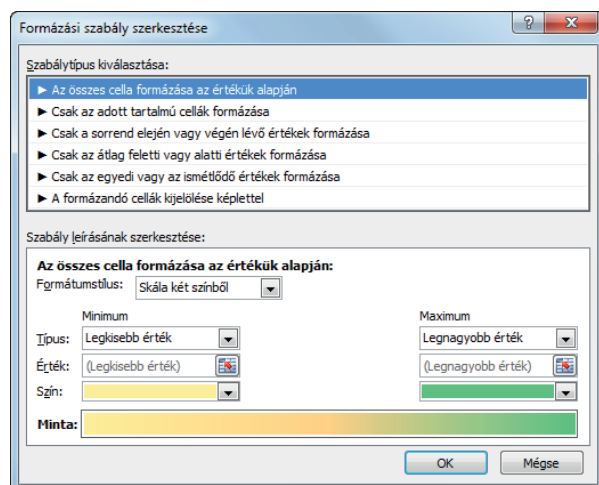 Formázási szabály szerkesztése
Szabálytípus kiválasztása:
► Az összes cella formázása az értékük alapján
► Csak az adott tartalmú cellák formázása
► Csak a sorrend elején vagy végén lévő értékek formázása
► Csak az átlag feletti vagy alatti értékek formázása
► Csak az egyedi vagy az ismétlődő értékek formázása
► A formázandó cellák kijelölése képlettel
Szabály leírásának szerkesztése:
Az összes cella formázása az értékük alapján:
Formátumstílus: Skála két színből
Minimum Maximum
Típus: Legkisebb érték Legnagyobb érték
Érték: (Legkisebb érték) (Legnagyobb érték)
Szín:
Minta:
OK Mégse